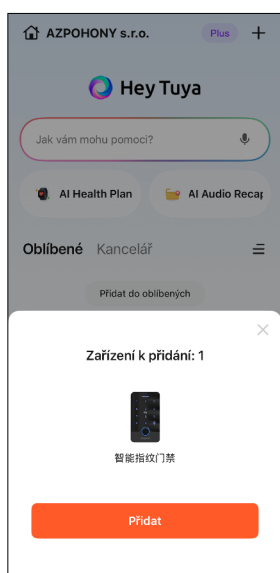 AZPOHONY s.r.o.
Plus
Hey Tuya
Jak vám mohu pomoci?
AI Health Plan
AI Audio Recap
Oblíbené Kancelář
Přidat do oblíbených
Zařízení k přidání: 1
智能指纹门禁
Přidat